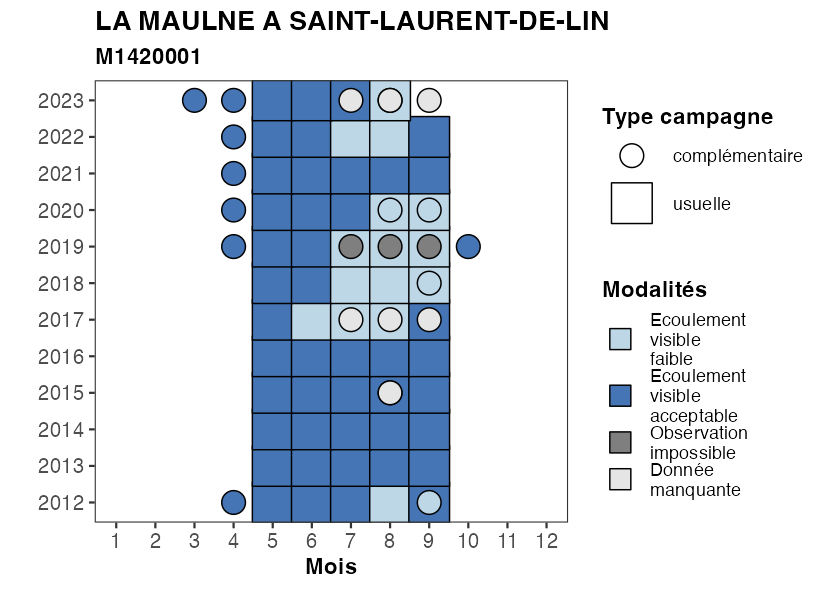 LA MAULNE A SAINT-LAURENT-DE-LIN
M1420001
2023
2022
2021
2020
2019
2018
2017
2016
2015
2014
2013
2012
1 2 3 4 5 6 7 8 9 10 11 12
Mois
Type campagne
complémentaire
usuelle
Modalités
Ecoulement
visible
faible
Ecoulement
visible
acceptable
Observation
impossible
Donnée
manquante